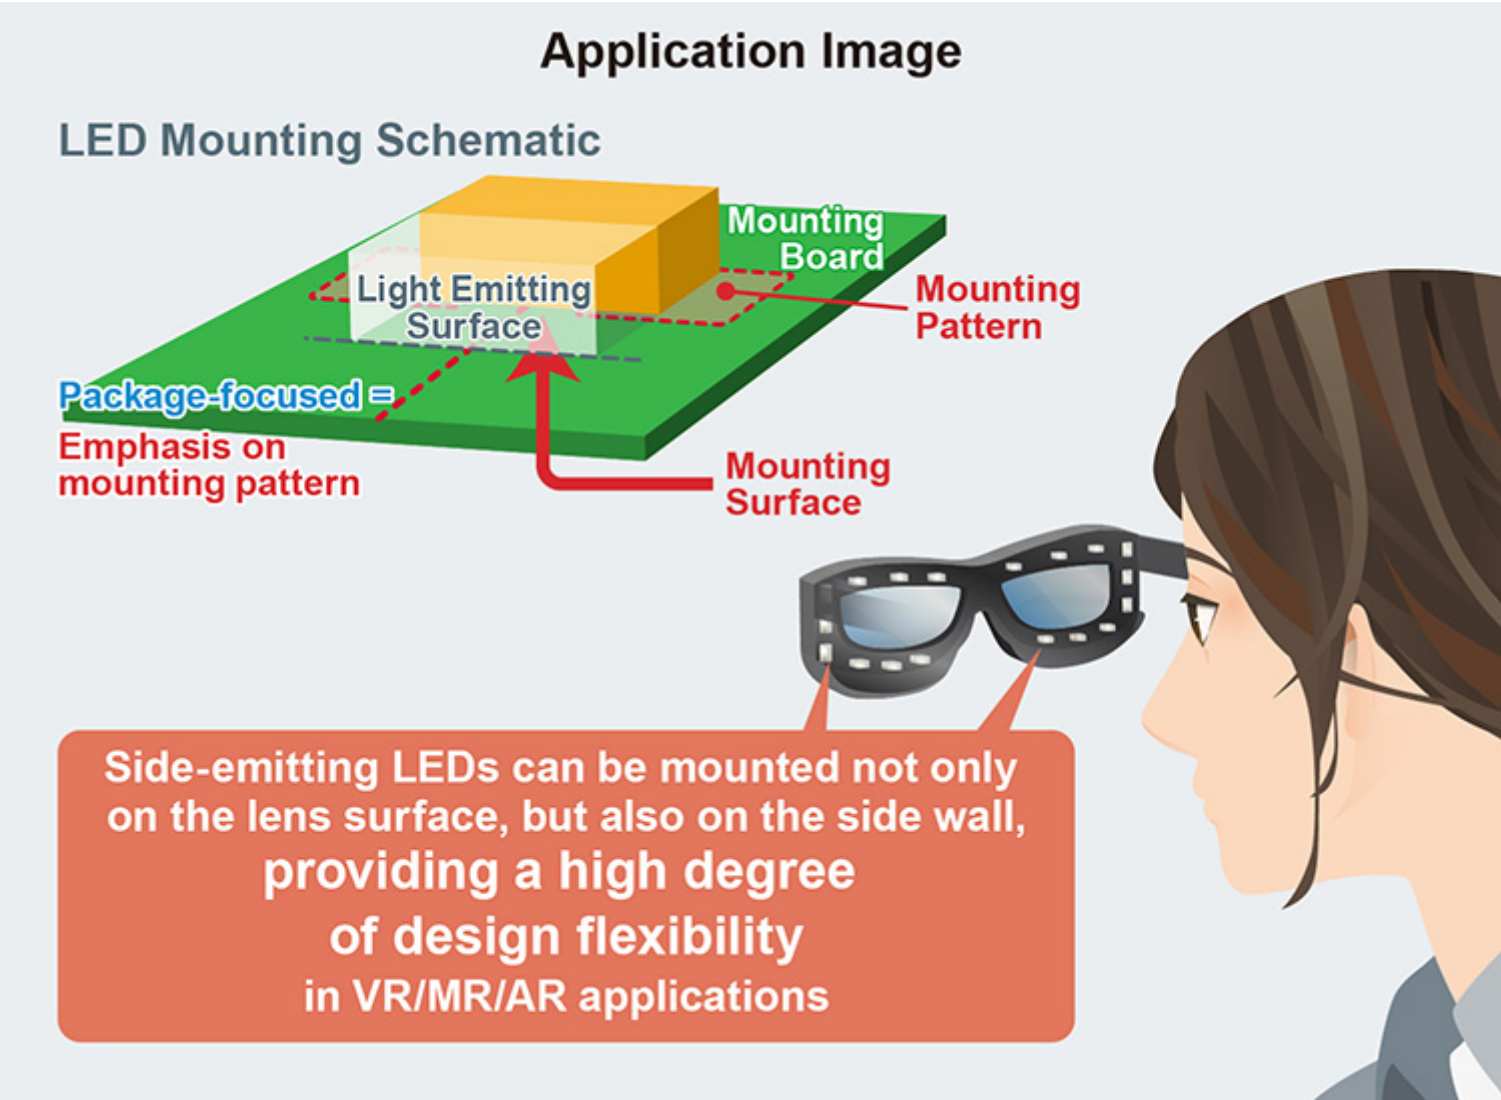 Application Image
LED Mounting Schematic
Mounting
Board
Light Emitting
Surface
Mounting
Pattern
Package-focused =
Emphasis on
mounting pattern
Mounting
Surface
Side-emitting LEDs can be mounted not only
on the lens surface, but also on the side wall,
providing a high degree
of design flexibility
in VR/MR/AR applications